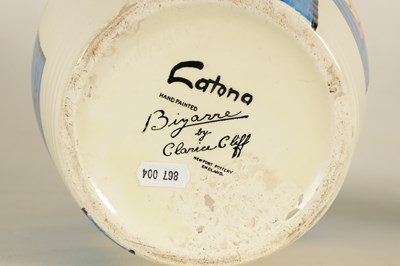 Latona
HAND PAINTED
Bizarre
by
Clarice Cliff
NEWPORT POTTERY
ENGLAND.
867 004